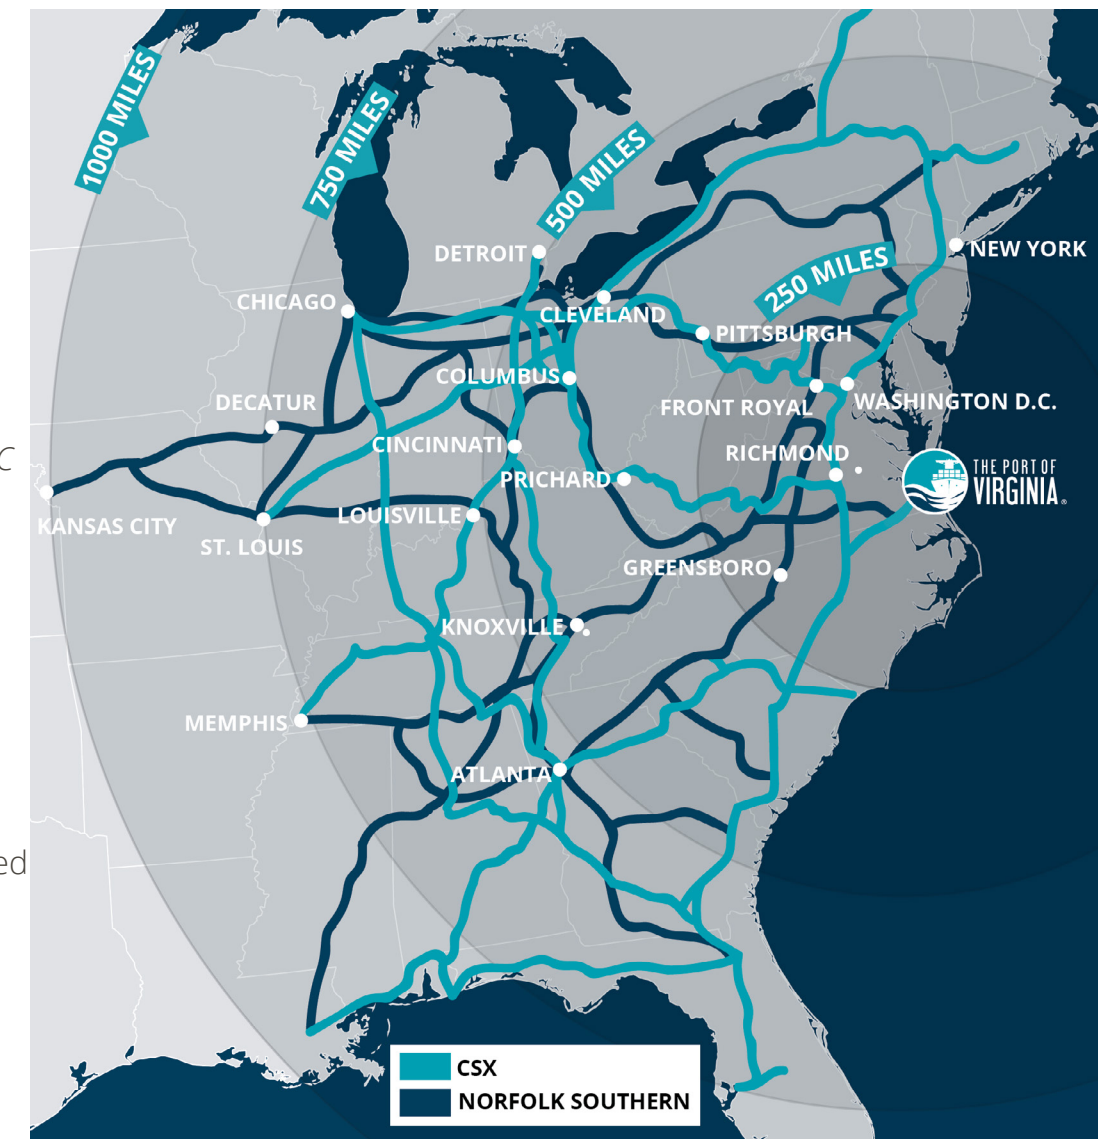 1000 MILES
750 MILES
500 MILES
250 MILES
DETROIT
NEW YORK
CHICAGO
CLEVELAND
PITTSBURGH
COLUMBUS
DECATUR
FRONT ROYAL
WASHINGTON D.C.
CINCINNATI
RICHMOND
C
PRICHARD
THE PORT OF
VIRGINIA®
KANSAS CITY
LOUISVILLE
ST. LOUIS
GREENSBORO
KNOXVILLE
MEMPHIS
ATLANTA
ed
CSX
NORFOLK SOUTHERN